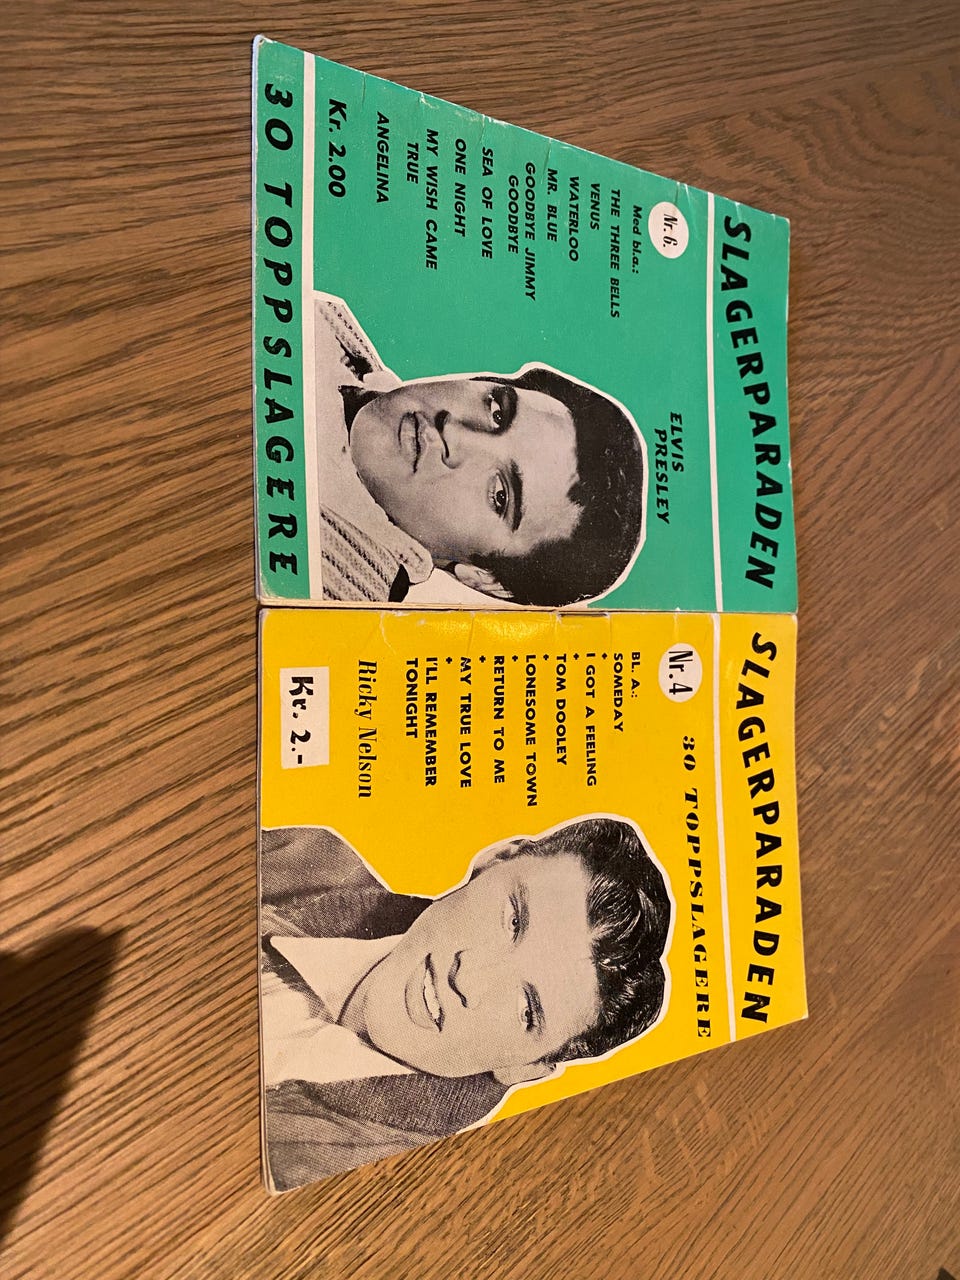 SLAGERPARADEN
Nr. 6.
ELVIS
PRESLEY
Med bl.a.:
THE THREE BELLS
VENUS
WATERLOO
MR. BLUE
GOODBYE JIMMY
GOODBYE
SEA OF LOVE
ONE NIGHT
MY WISH CAME
TRUE
ANGELINA
Kr. 2.00
30 TOPPSLAGERE
SLAGERPARADEN
30 TOPPSLAGERE
Nr. 4
BL. A.:
SOMEDAY
I GOT A FEELING
TOM DOOLEY
LONESOME TOWN
RETURN TO ME
MY TRUE LOVE
I'LL REMEMBER
TONIGHT
Ricky Nelson
Kr. 2.-